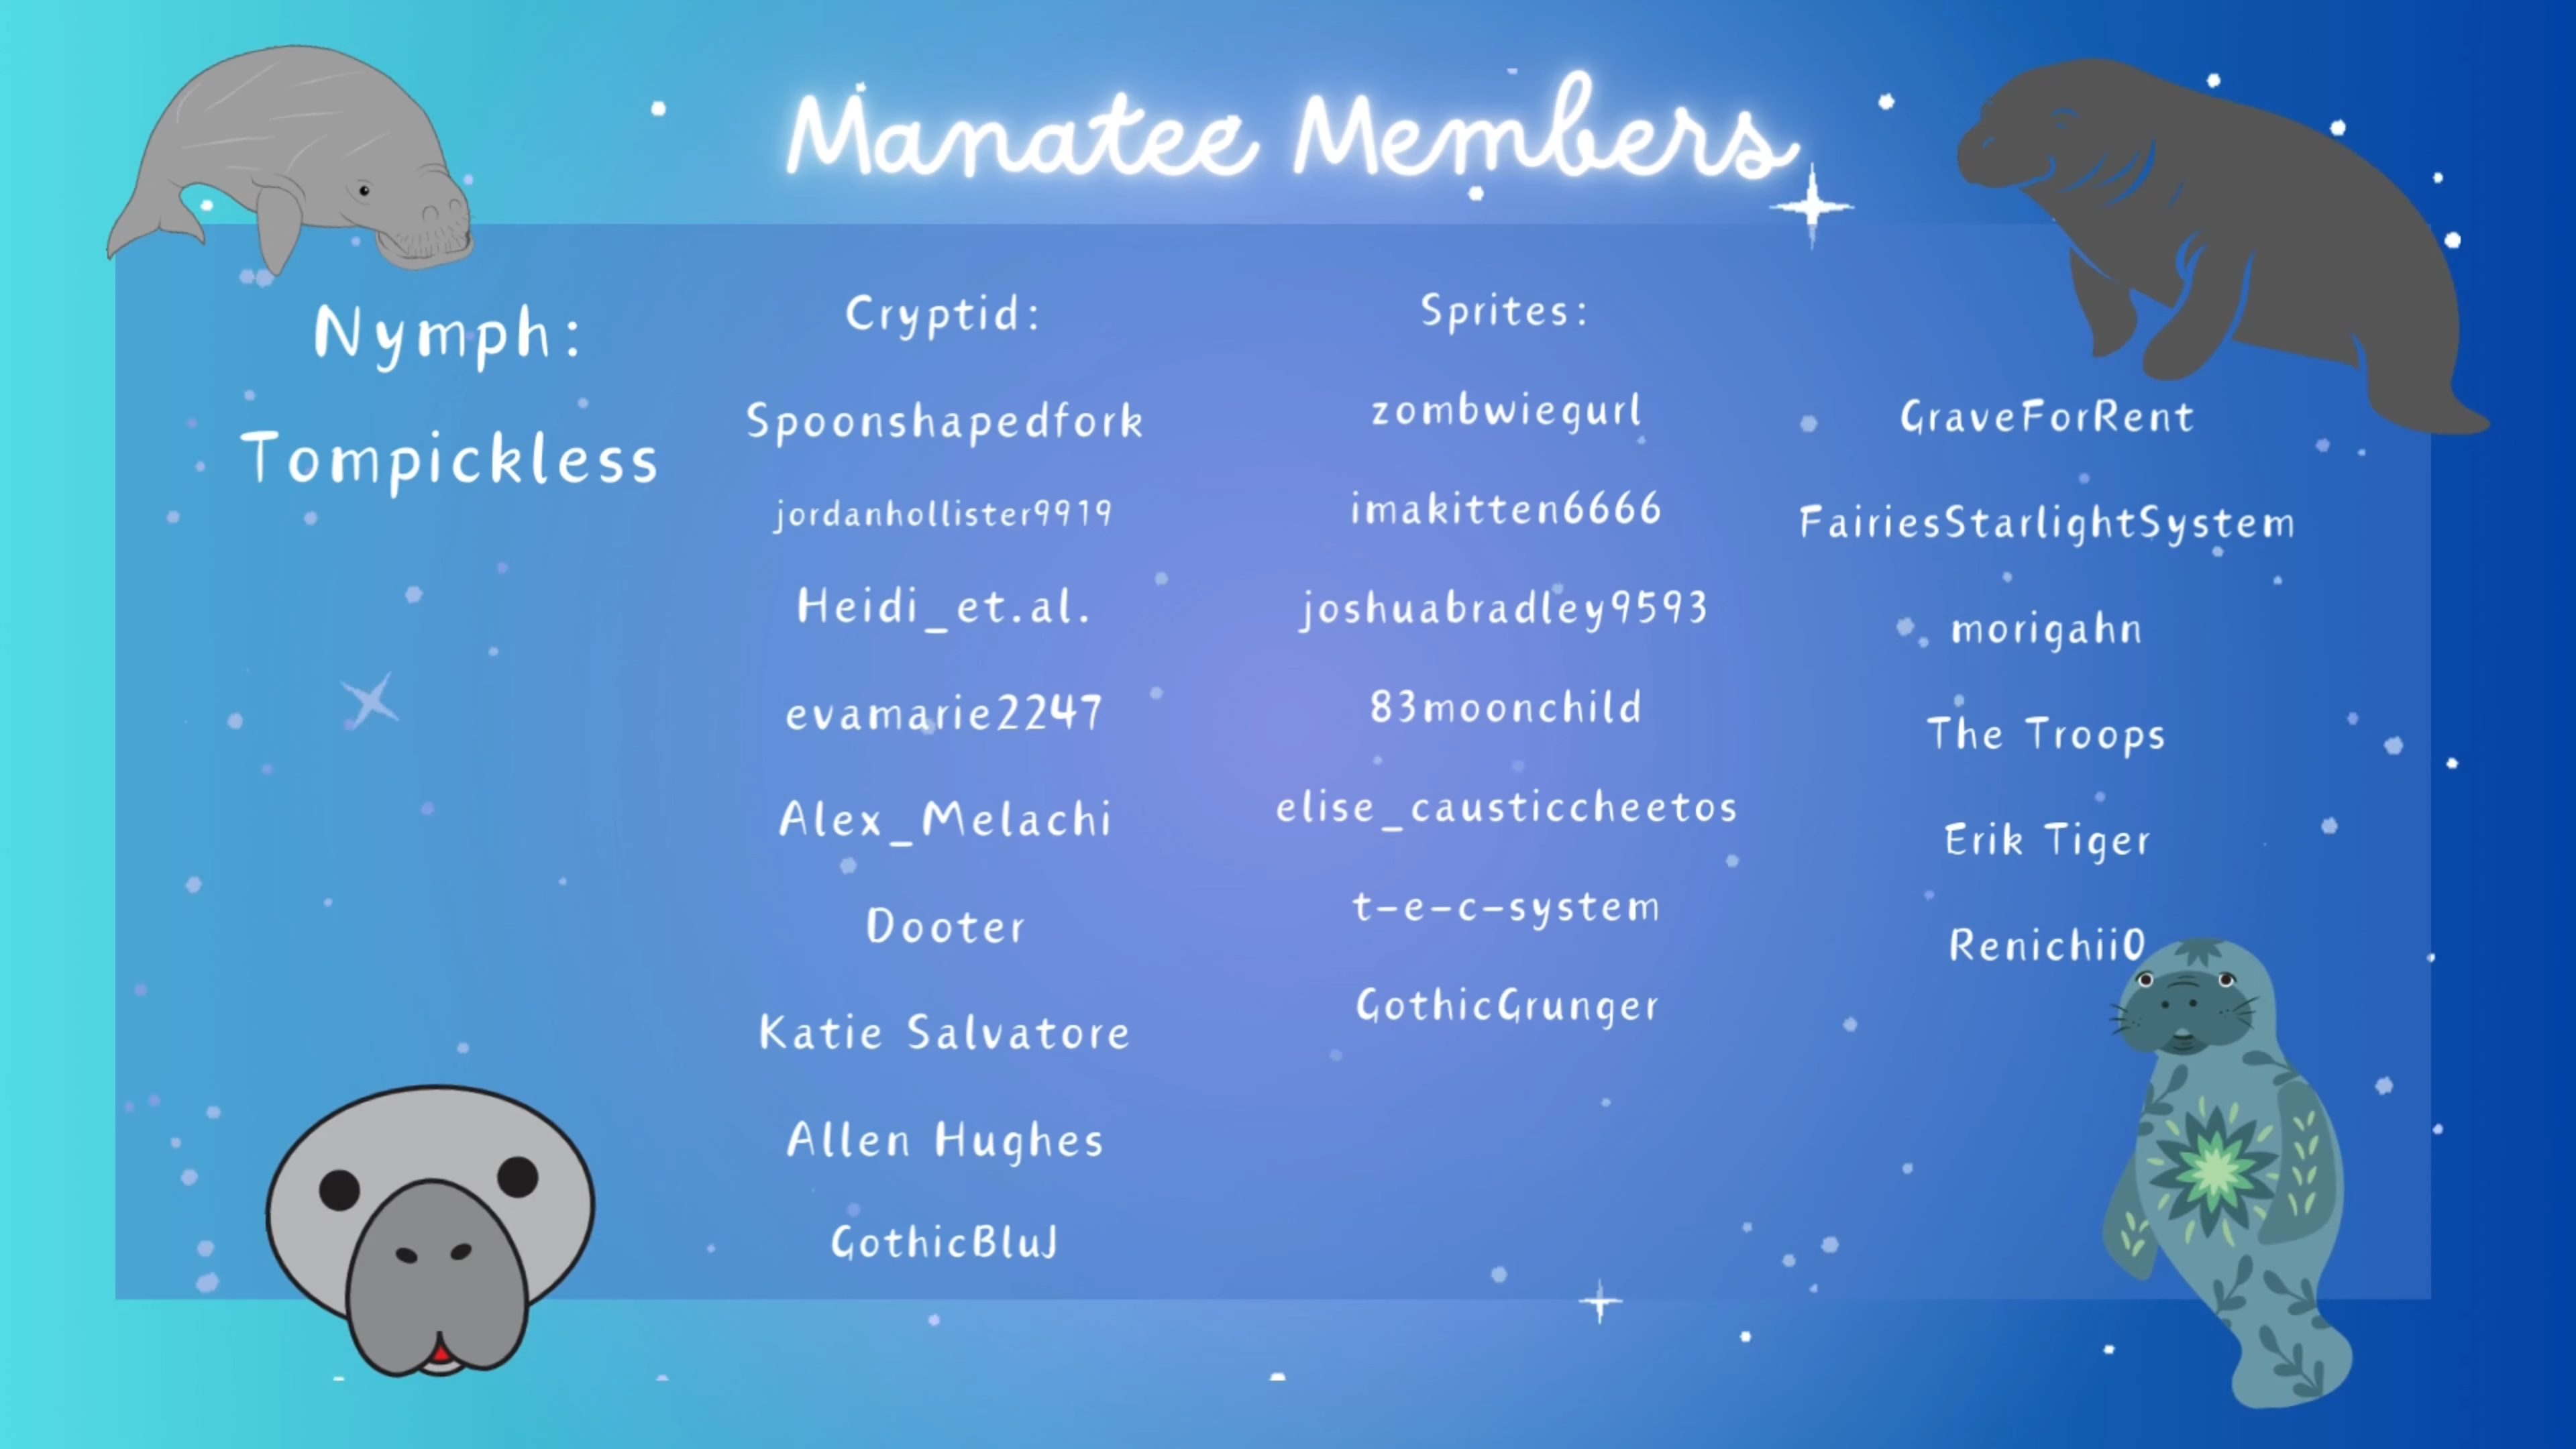 Manatee Members
Nymph:
Tompickless
Cryptid:
Spoonshapedfork
jordanhollister9919
Heidi_et.al.
evamarie2247
Alex_Melachi
Dooter
Katie Salvatore
Allen Hughes
GothicBluJ
Sprites:
zombwiegurl
imakitten6666
joshuabradley9593
83moonchild
elise_causticcheetos
t-e-c-system
GothicGrunger
GraveForRent
FairiesStarlightSystem
morigahn
The Troops
Erik Tiger
Renichii0